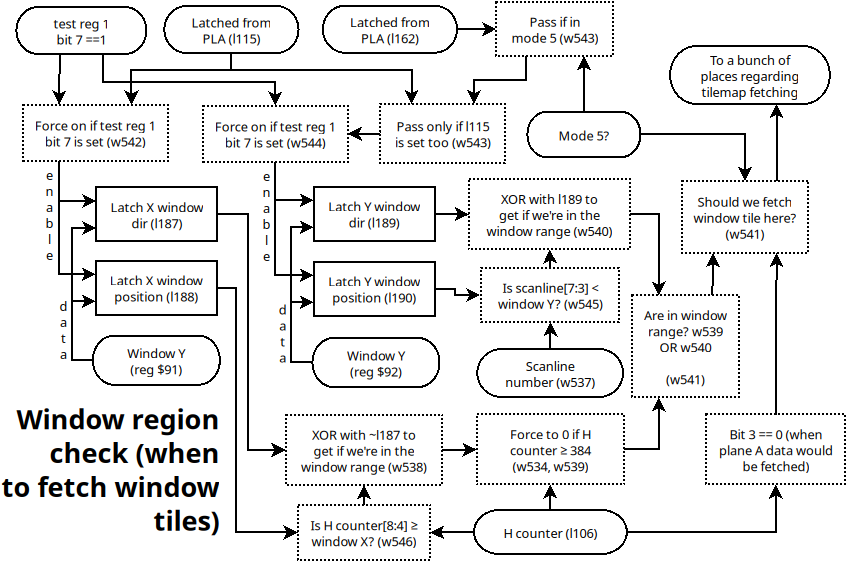 test reg 1
bit 7 ==1
Latched from
PLA (l115)
Latched from
PLA (l162)
Pass if in
mode 5 (w543)
To a bunch of
places regarding
tilemap fetching
Force on if test reg 1
bit 7 is set (w542)
Force on if test reg 1
bit 7 is set (w544)
Pass only if l115
is set too (w543)
Mode 5?
enable
enable
Latch X window
dir (l187)
Latch Y window
dir (l189)
XOR with l189 to
get if we're in the
window range (w540)
Should we fetch
window tile here?
(w541)
Latch X window
position (l188)
Latch Y window
position (l190)
Is scanline[7:3] <
window Y? (w545)
Are in window
range? w539
OR w540
(w541)
data
data
Window Y
(reg $91)
Window Y
(reg $92)
Scanline
number (w537)
Window region
check (when
to fetch window
tiles)
XOR with ~l187 to
get if we're in the
window range (w538)
Force to 0 if H
counter ≥ 384
(w534, w539)
Bit 3 == 0 (when
plane A data would
be fetched)
Is H counter[8:4] ≥
window X? (w546)
H counter (l106)